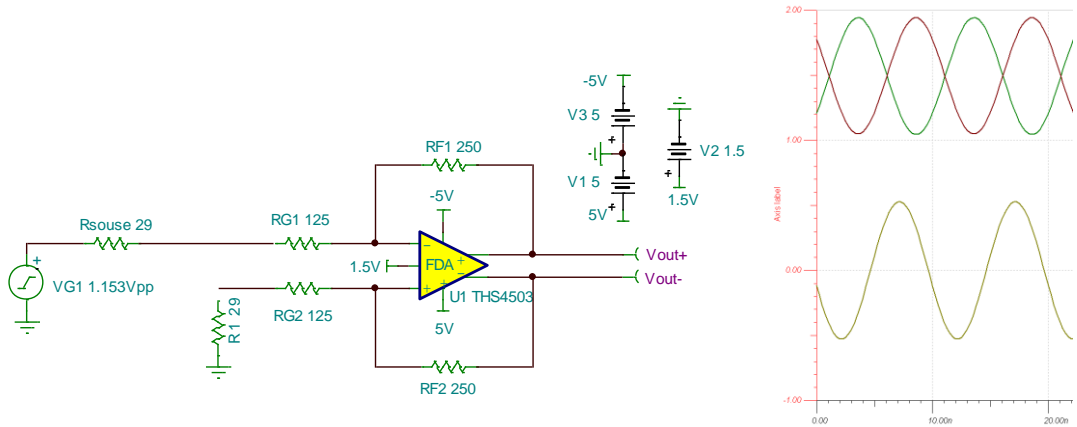 -5V
V3 5
+
V1 5
+
5V
V2 1.5
+
1.5V
RF1 250
-5V
Rsouse 29
RG1 125
+
VG1 1.153Vpp
1.5V
− + FDA + −
+
U1 THS4503
5V
R1 29
RG2 125
RF2 250
Vout+
Vout-
2.00
1.00
Axis label
0.00
-1.00
0.00
10.00n
20.00n